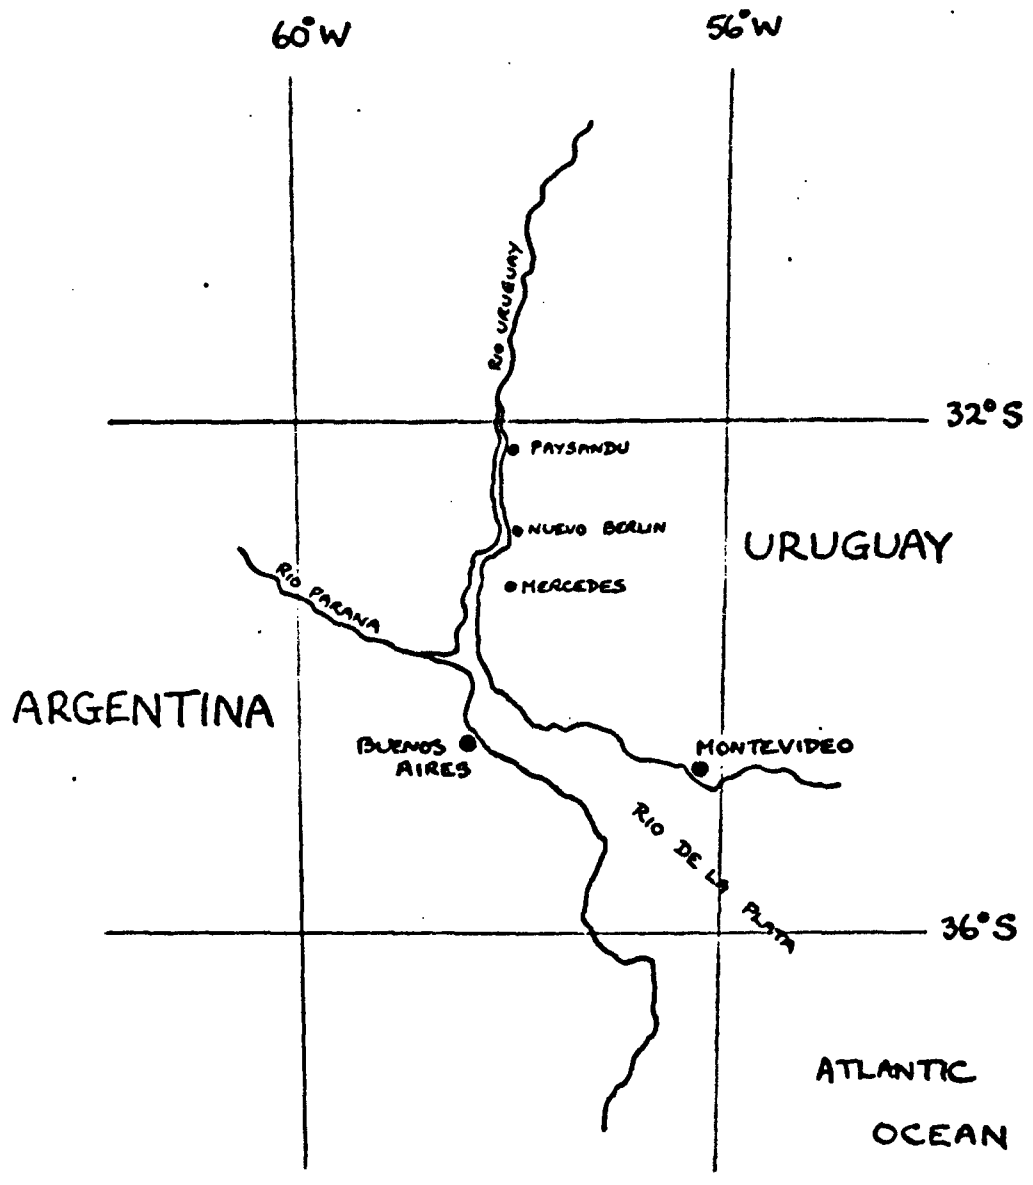 60°W
56°W
RIO URUGUAY
32°S
PAYSANDU
NUEVO BERLIN
URUGUAY
RIO PARANA
MERCEDES
ARGENTINA
BUENOS
AIRES
MONTEVIDEO
RIO DE LA PLATA
36°S
ATLANTIC
OCEAN